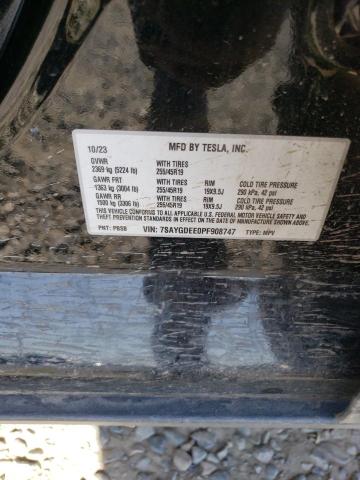 10/23 MFD BY TESLA, INC.
GVWR WITH TIRES
2369 kg (5224 lb) 255/45R19
GAWR FRT WITH TIRES RIM COLD TIRE PRESSURE
1363 kg (3004 lb) 255/45R19 19X9.5J 290 kPa, 42 psi
GAWR RR WITH TIRES RIM COLD TIRE PRESSURE
1500 kg (3306 lb) 255/45R19 19X9.5J 290 kPa, 42 psi
THIS VEHICLE CONFORMS TO ALL APPLICABLE U.S. FEDERAL MOTOR VEHICLE SAFETY AND
THEFT PREVENTION STANDARDS IN EFFECT ON THE DATE OF MANUFACTURE SHOWN ABOVE.
PNT: PBSB VIN: 7SAYGDEE0PF908747 TYPE: MPV